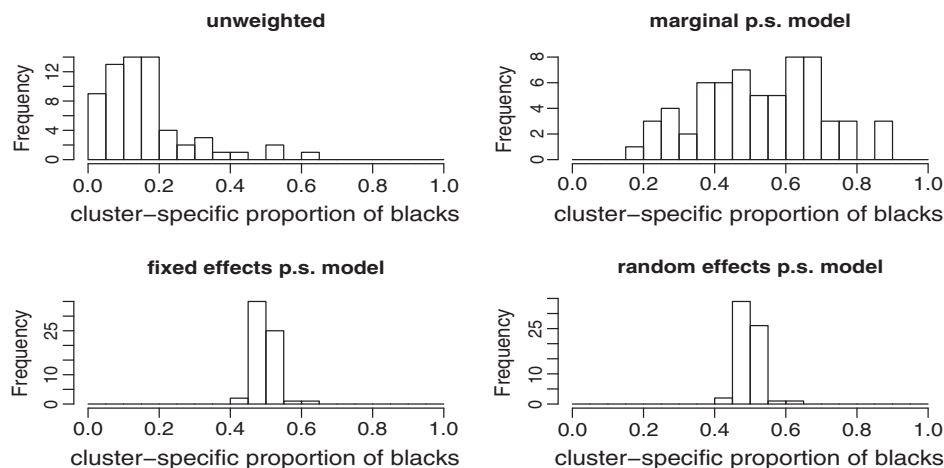 unweighted
Frequency
0 4 8 12
0.0 0.2 0.4 0.6 0.8 1.0
cluster−specific proportion of blacks
marginal p.s. model
Frequency
0 2 4 6 8
0.0 0.2 0.4 0.6 0.8 1.0
cluster−specific proportion of blacks
fixed effects p.s. model
Frequency
0 10 25
0.0 0.2 0.4 0.6 0.8 1.0
cluster−specific proportion of blacks
random effects p.s. model
Frequency
0 10 25
0.0 0.2 0.4 0.6 0.8 1.0
cluster−specific proportion of blacks